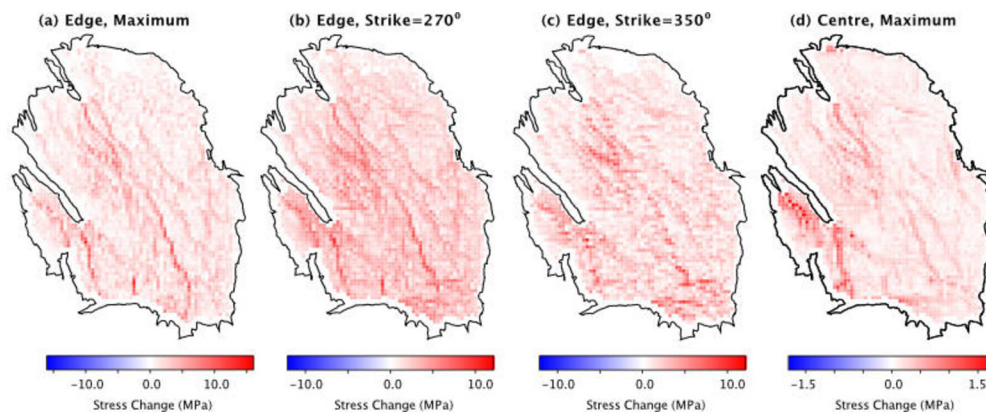 (a) Edge, Maximum
(b) Edge, Strike=270⁰
(c) Edge, Strike=350⁰
(d) Centre, Maximum
-10.0 0.0 10.0
-10.0 0.0 10.0
-10.0 0.0 10.0
-1.5 0.0 1.5
Stress Change (MPa)
Stress Change (MPa)
Stress Change (MPa)
Stress Change (MPa)